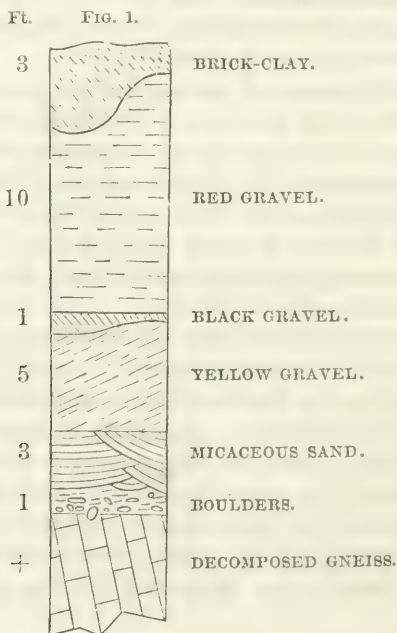 Ft. FIG. 1.
3 BRICK-CLAY.
10 RED GRAVEL.
1 BLACK GRAVEL.
5 YELLOW GRAVEL.
3 MICACEOUS SAND.
1 BOULDERS.
+ DECOMPOSED GNEISS.